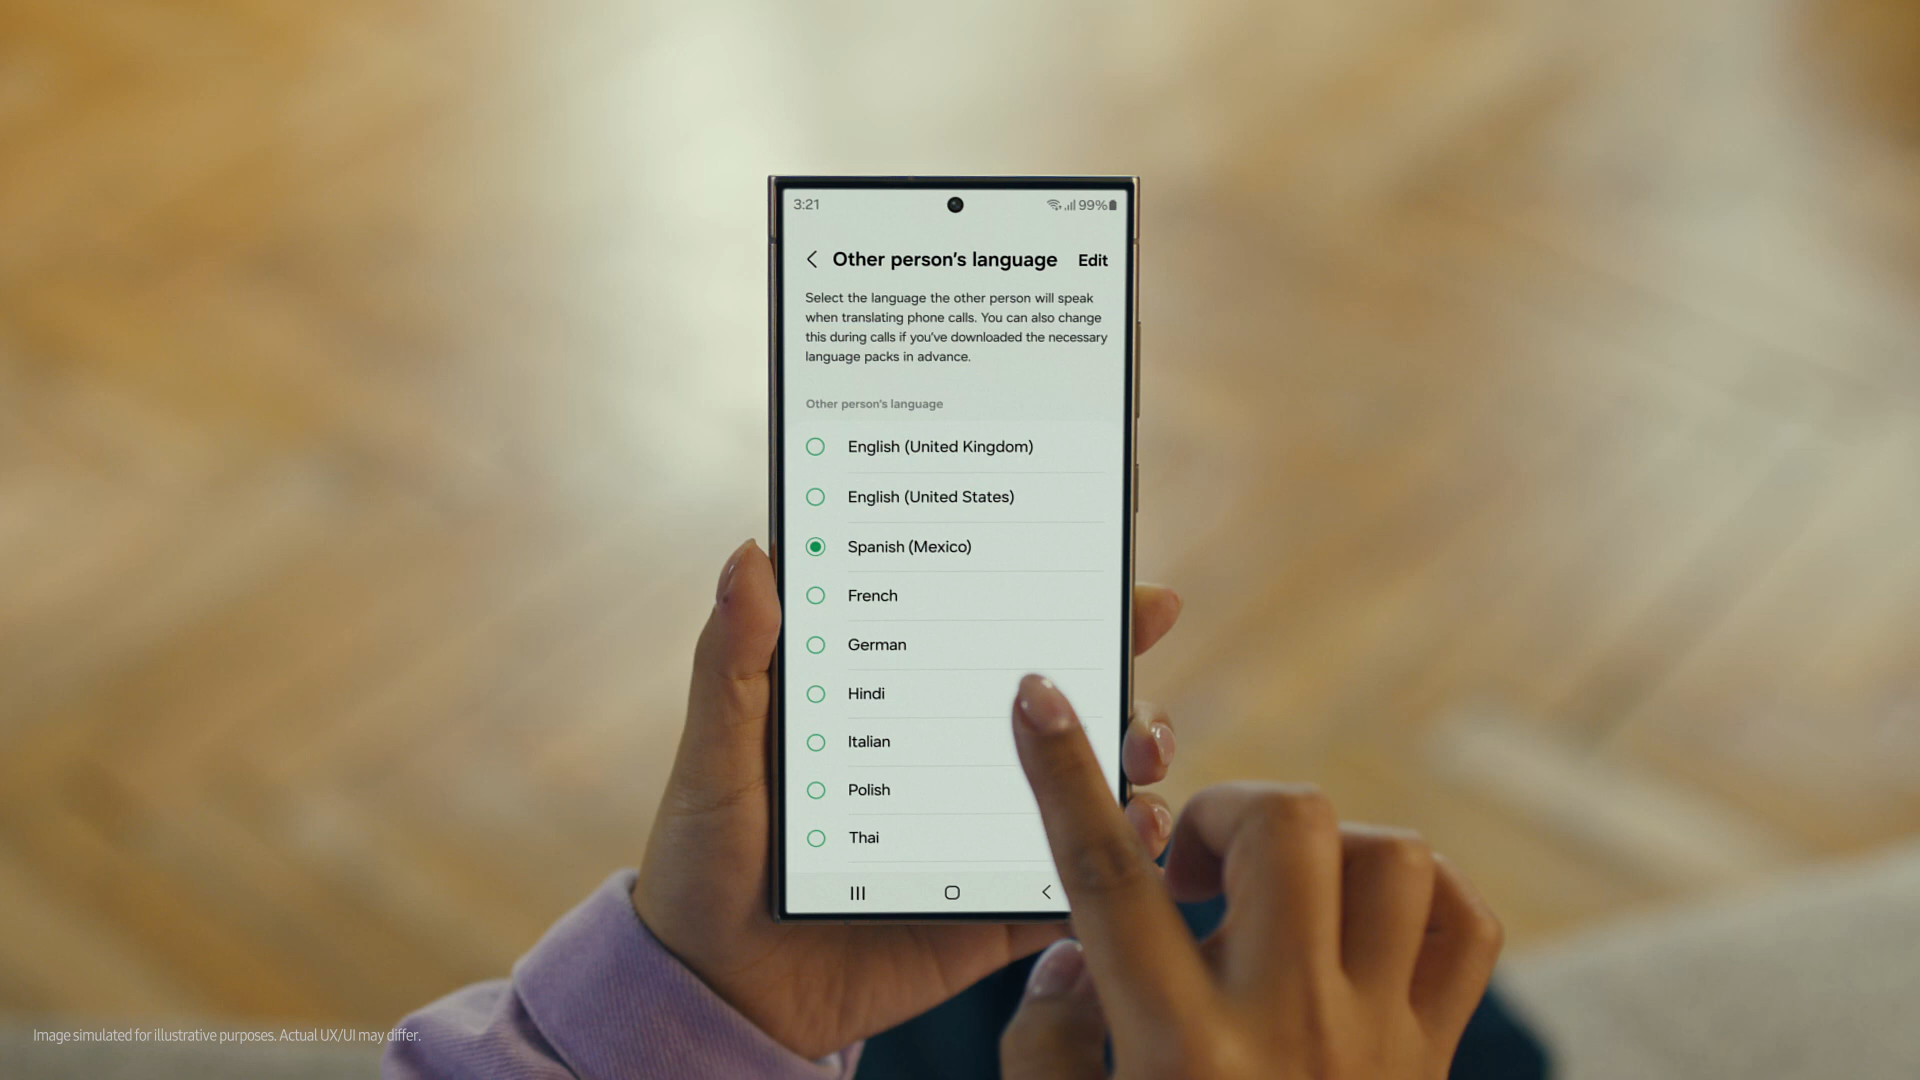 3:21
99%
Other person's language
Edit
Select the language the other person will speak
when translating phone calls. You can also change
this during calls if you've downloaded the necessary
language packs in advance.
Other person's language
English (United Kingdom)
English (United States)
Spanish (Mexico)
French
German
Hindi
Italian
Polish
Thai
Image simulated for illustrative purposes. Actual UX/UI may differ.